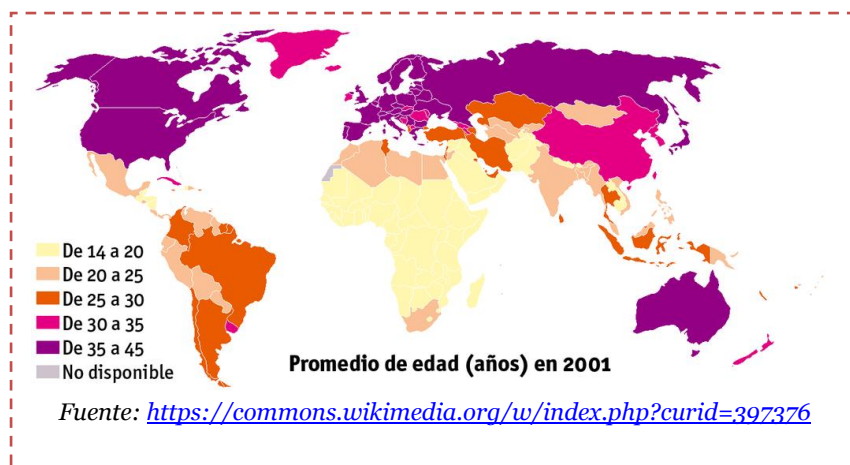 De 14 a 20
De 20 a 25
De 25 a 30
De 30 a 35
De 35 a 45
No disponible
Promedio de edad (años) en 2001
Fuente: https://commons.wikimedia.org/w/index.php?curid=397376